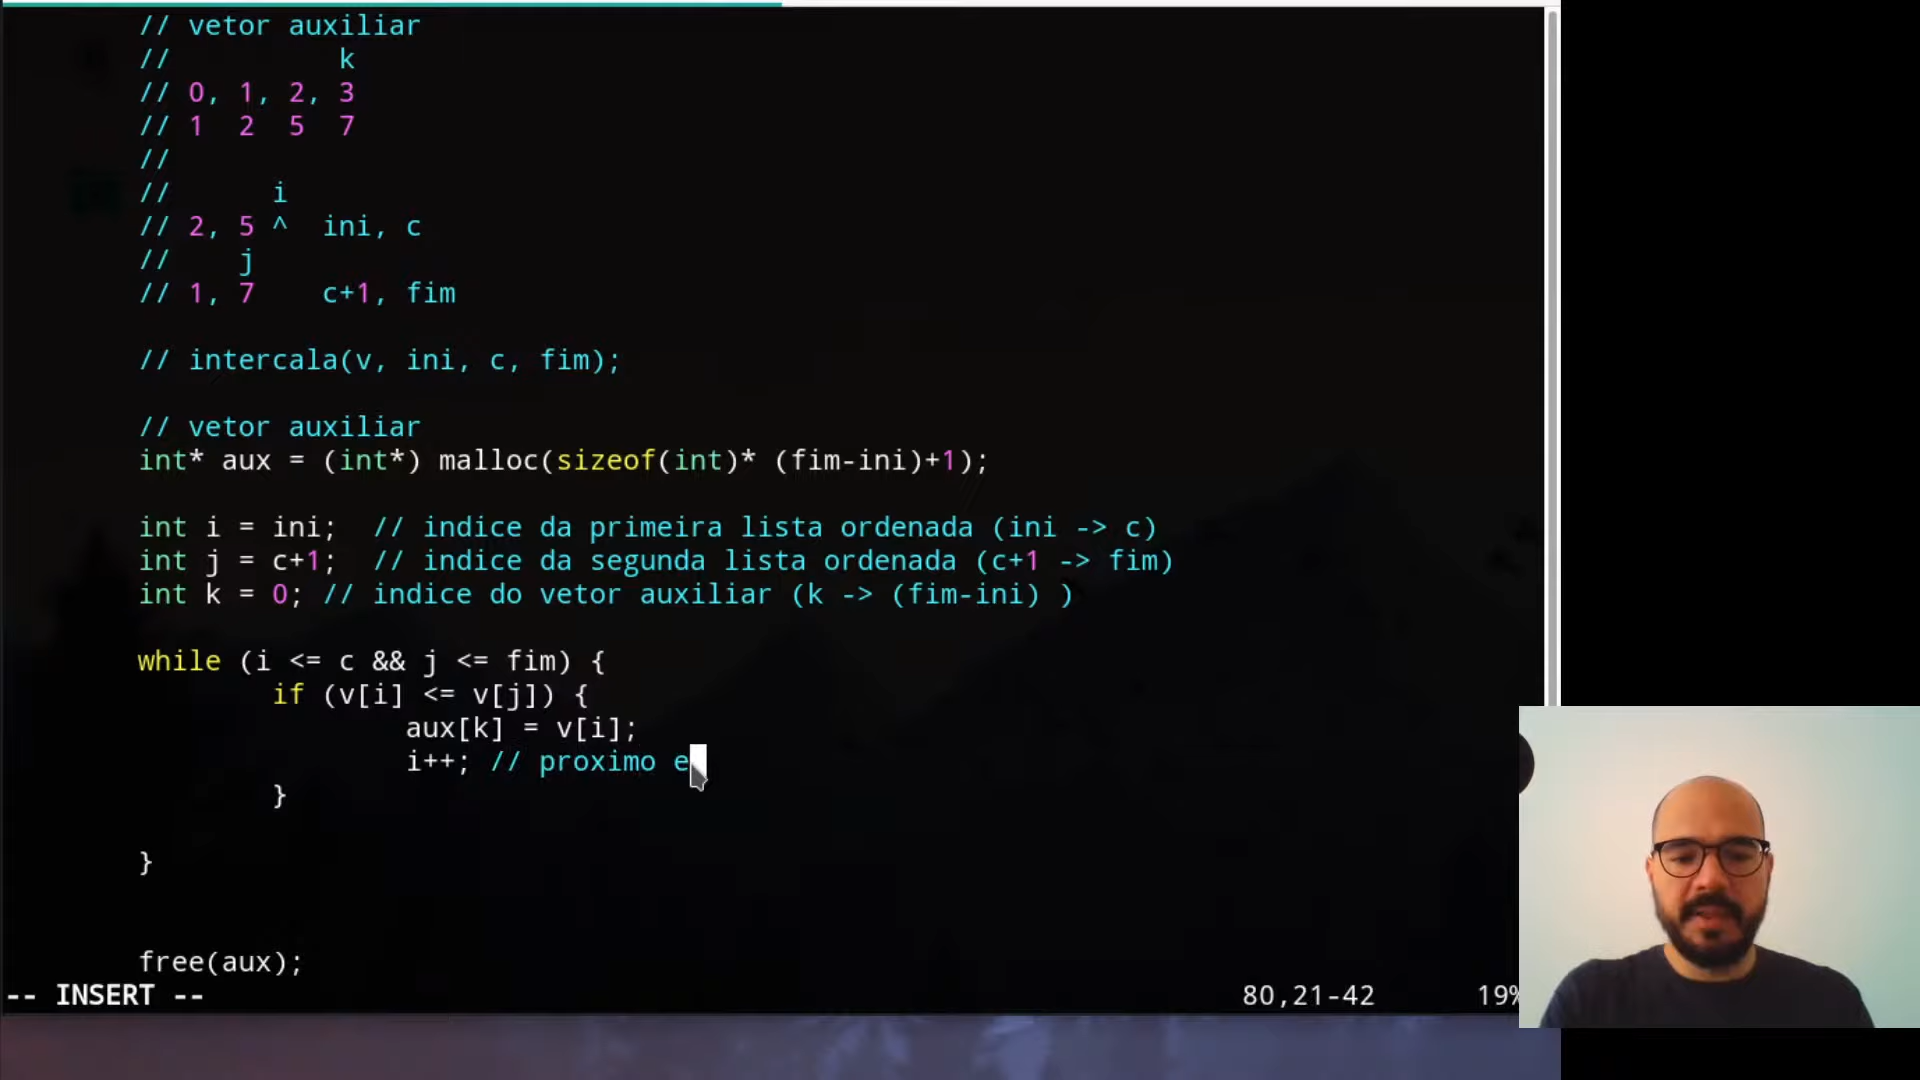 // vetor auxiliar
//          k
// 0, 1, 2, 3
// 1  2  5  7
//
//      i
// 2, 5 ^  ini, c
//    j
// 1, 7    c+1, fim
// intercala(v, ini, c, fim);
// vetor auxiliar
int* aux = (int*) malloc(sizeof(int)* (fim-ini)+1);
int i = ini;  // indice da primeira lista ordenada (ini -> c)
int j = c+1;  // indice da segunda lista ordenada (c+1 -> fim)
int k = 0; // indice do vetor auxiliar (k -> (fim-ini) )
while (i <= c && j <= fim) {
if (v[i] <= v[j]) {
aux[k] = v[i];
i++; // proximo e
}
}
free(aux);
-- INSERT --    80,21-42    19%